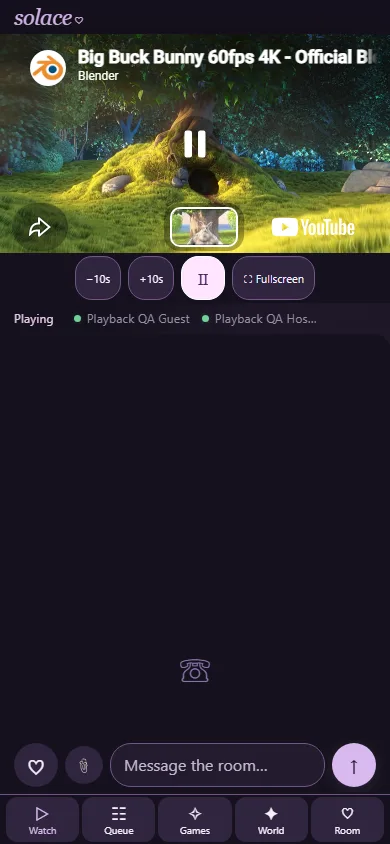 solace
Big Buck Bunny 60fps 4K - Official Bl
Blender
YouTube
−10s
+10s
Fullscreen
Playing
Playback QA Guest
Playback QA Hos...
Message the room...
Watch
Queue
Games
World
Room